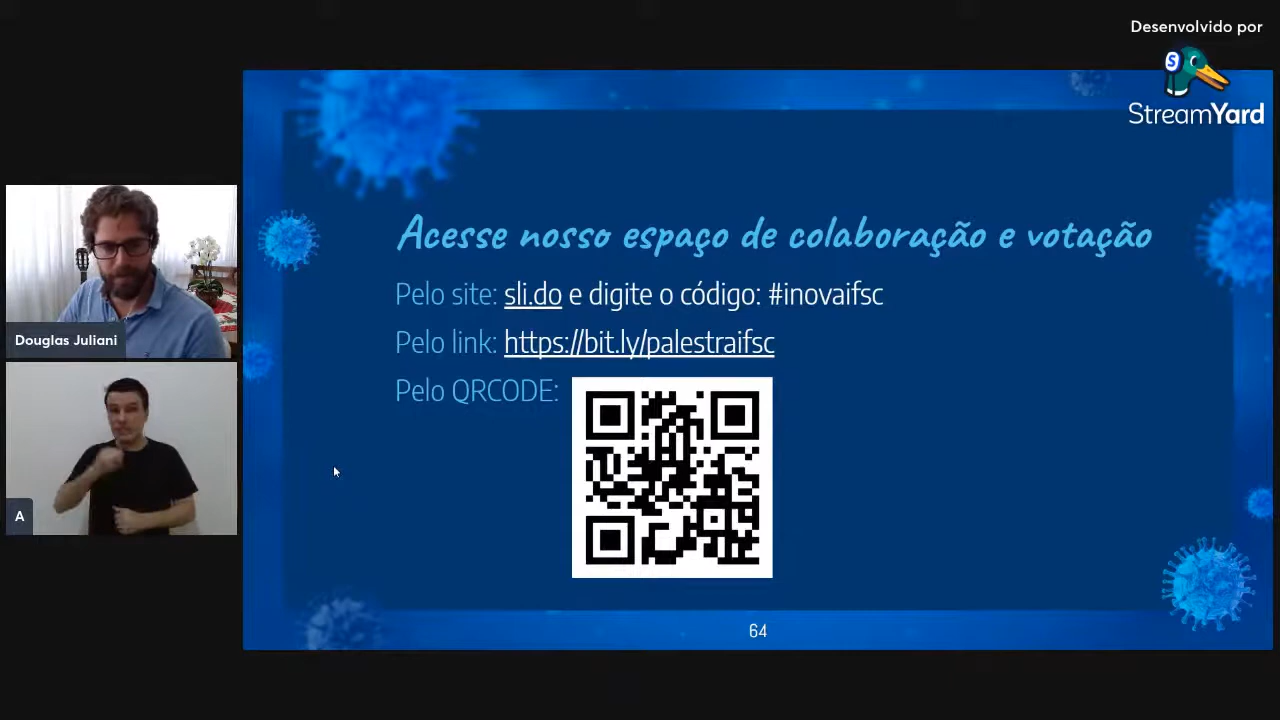 Desenvolvido por
StreamYard
Acesse nosso espaço de colaboração e votação
Pelo site: sli.do e digite o código: #inovaifsc
Pelo link: https://bit.ly/palestraifsc
Pelo QRCODE:
Douglas Juliani
A
64